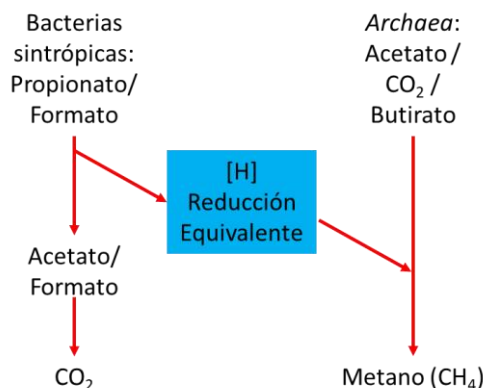 Bacterias
sintrópicas:
Propionato/
Formato
Archaea:
Acetato /
CO₂ /
Butirato
[H]
Reducción
Equivalente
Acetato/
Formato
CO₂
Metano (CH₄)